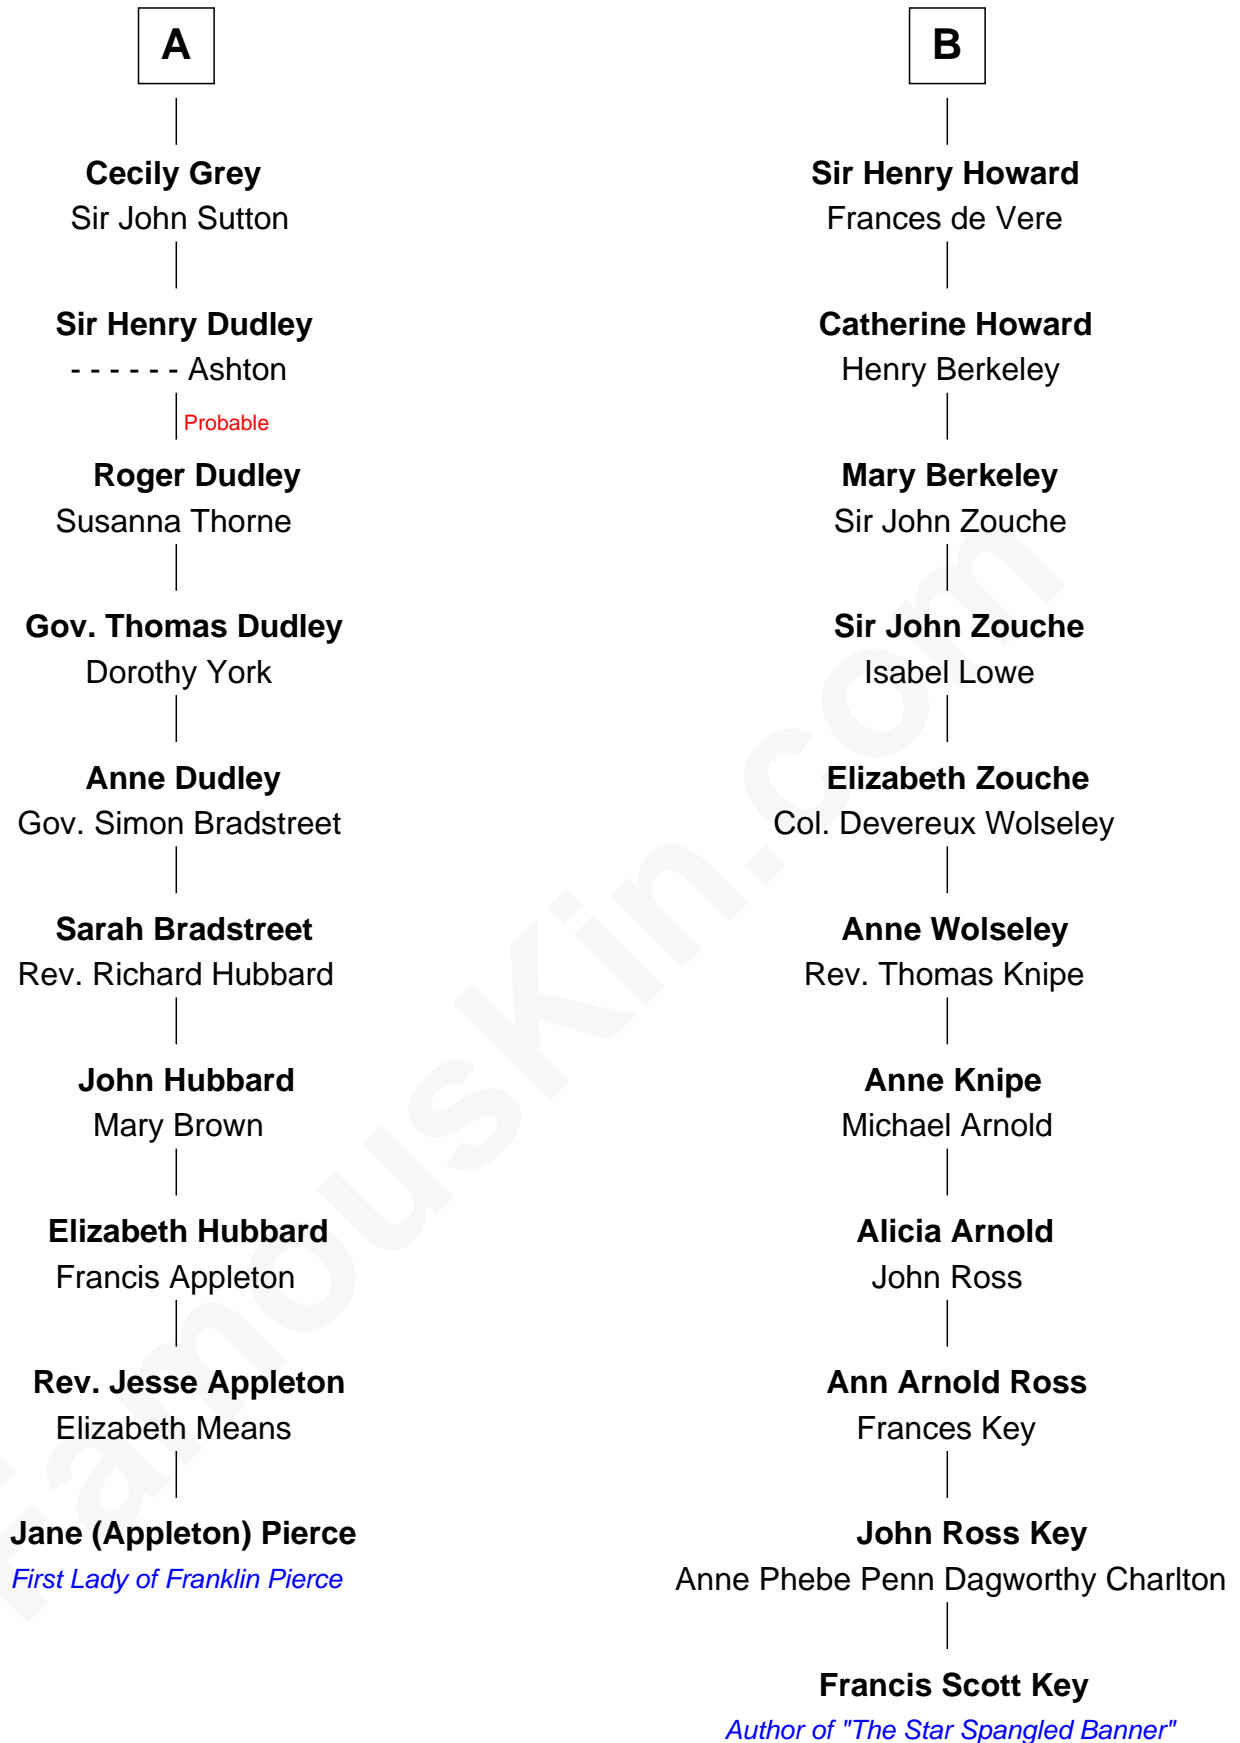 A
Cecily Grey
Sir John Sutton
Sir Henry Dudley
- - - - - - Ashton
Probable
Roger Dudley
Susanna Thorne
Gov. Thomas Dudley
Dorothy York
Anne Dudley
Gov. Simon Bradstreet
Sarah Bradstreet
Rev. Richard Hubbard
John Hubbard
Mary Brown
Elizabeth Hubbard
Francis Appleton
Rev. Jesse Appleton
Elizabeth Means
Jane (Appleton) Pierce
First Lady of Franklin Pierce
B
Sir Henry Howard
Frances de Vere
Catherine Howard
Henry Berkeley
Mary Berkeley
Sir John Zouche
Sir John Zouche
Isabel Lowe
Elizabeth Zouche
Col. Devereux Wolseley
Anne Wolseley
Rev. Thomas Knipe
Anne Knipe
Michael Arnold
Alicia Arnold
John Ross
Ann Arnold Ross
Frances Key
John Ross Key
Anne Phebe Penn Dagworthy Charlton
Francis Scott Key
Author of "The Star Spangled Banner"
FamousKin.com